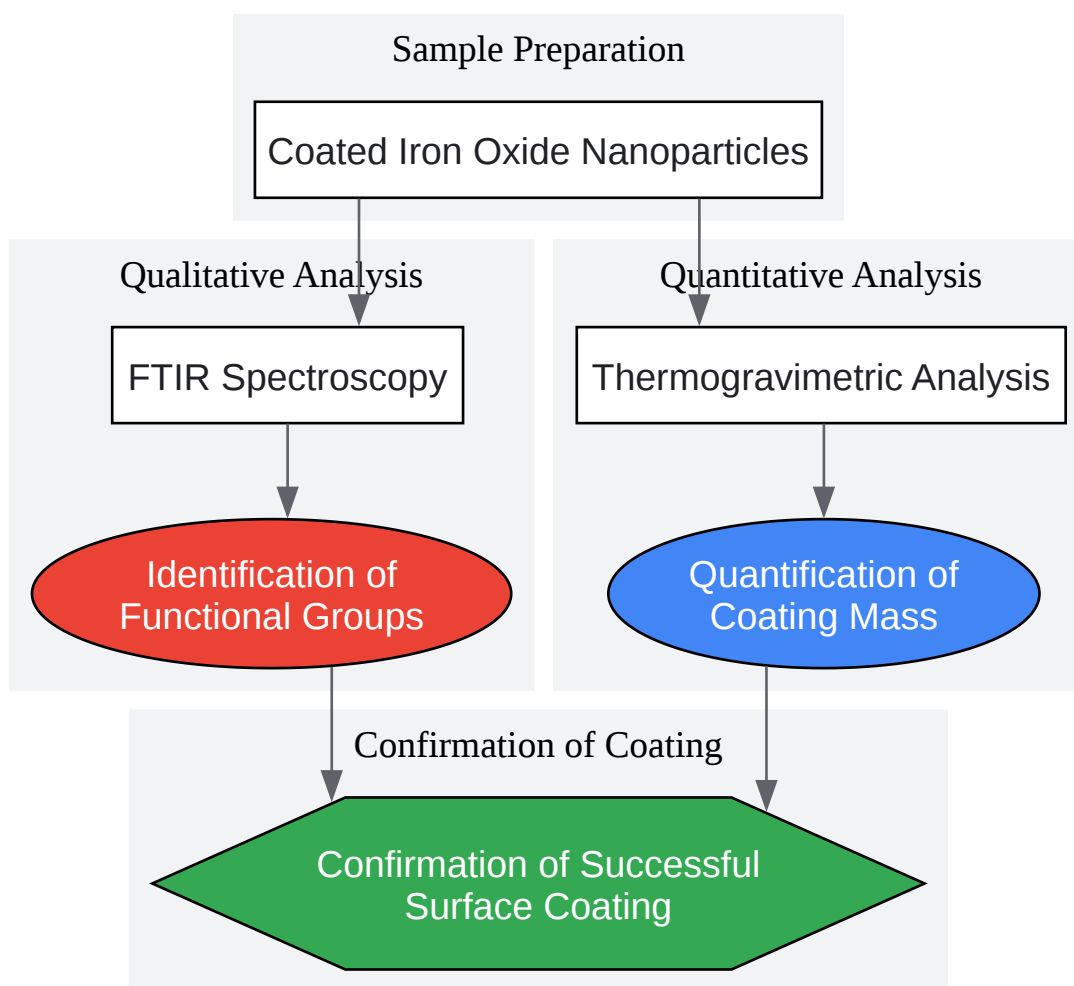 Sample Preparation
Coated Iron Oxide Nanoparticles
Qualitative Analysis
Quantitative Analysis
FTIR Spectroscopy
Thermogravimetric Analysis
Identification of
Functional Groups
Quantification of
Coating Mass
Confirmation of Coating
Confirmation of Successful
Surface Coating